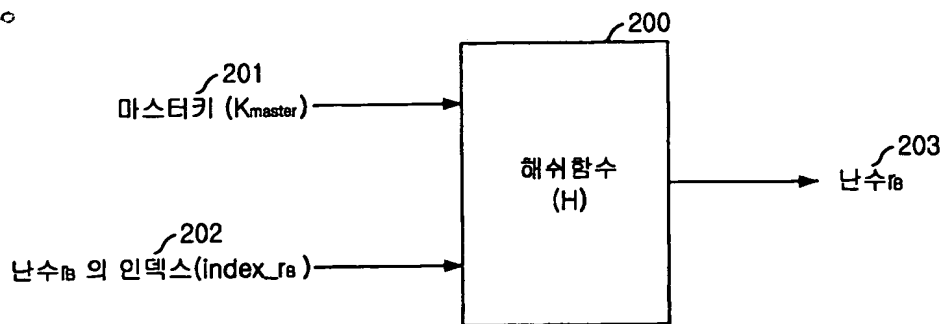 200
201
마스터키 (Kmaster)
해쉬함수
(H)
203
난수rB
202
난수rB 의 인덱스(index_rB)